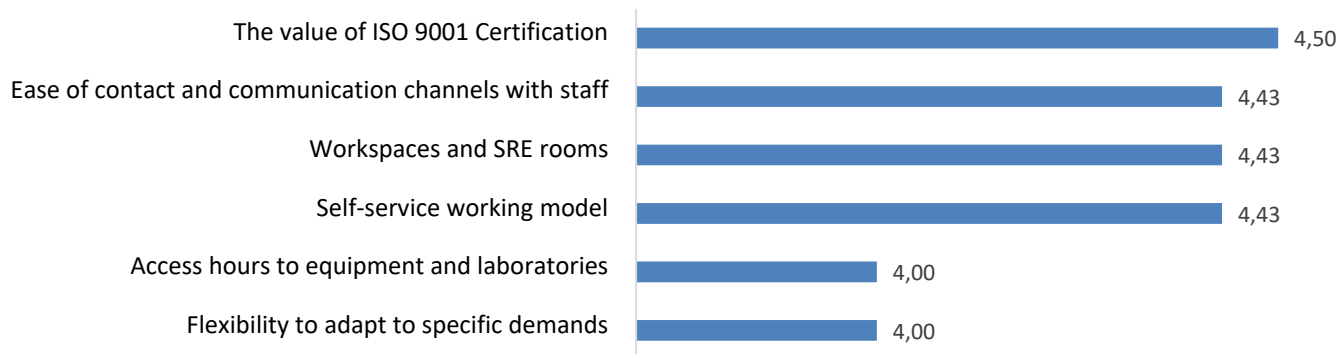 The value of ISO 9001 Certification 4,50
Ease of contact and communication channels with staff 4,43
Workspaces and SRE rooms 4,43
Self-service working model 4,43
Access hours to equipment and laboratories 4,00
Flexibility to adapt to specific demands 4,00